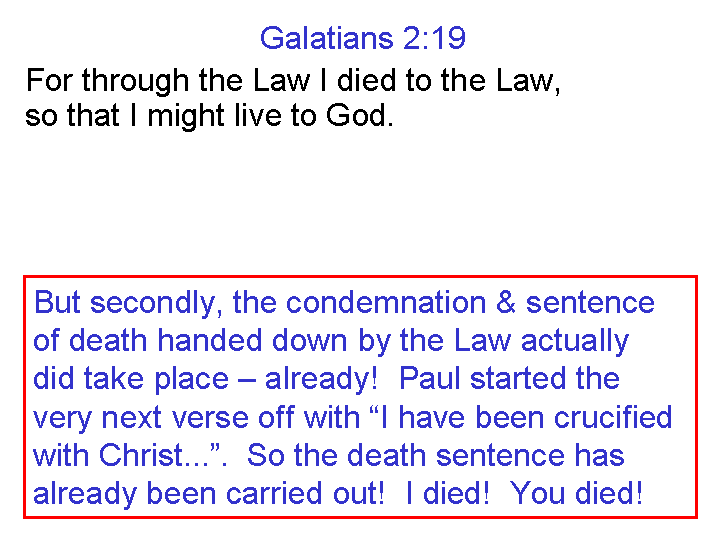 Galatians 2:19
For through the Law I died to the Law,
so that I might live to God.
But secondly, the condemnation & sentence
of death handed down by the Law actually
did take place – already!  Paul started the
very next verse off with “I have been crucified
with Christ...”.  So the death sentence has
already been carried out!  I died!  You died!